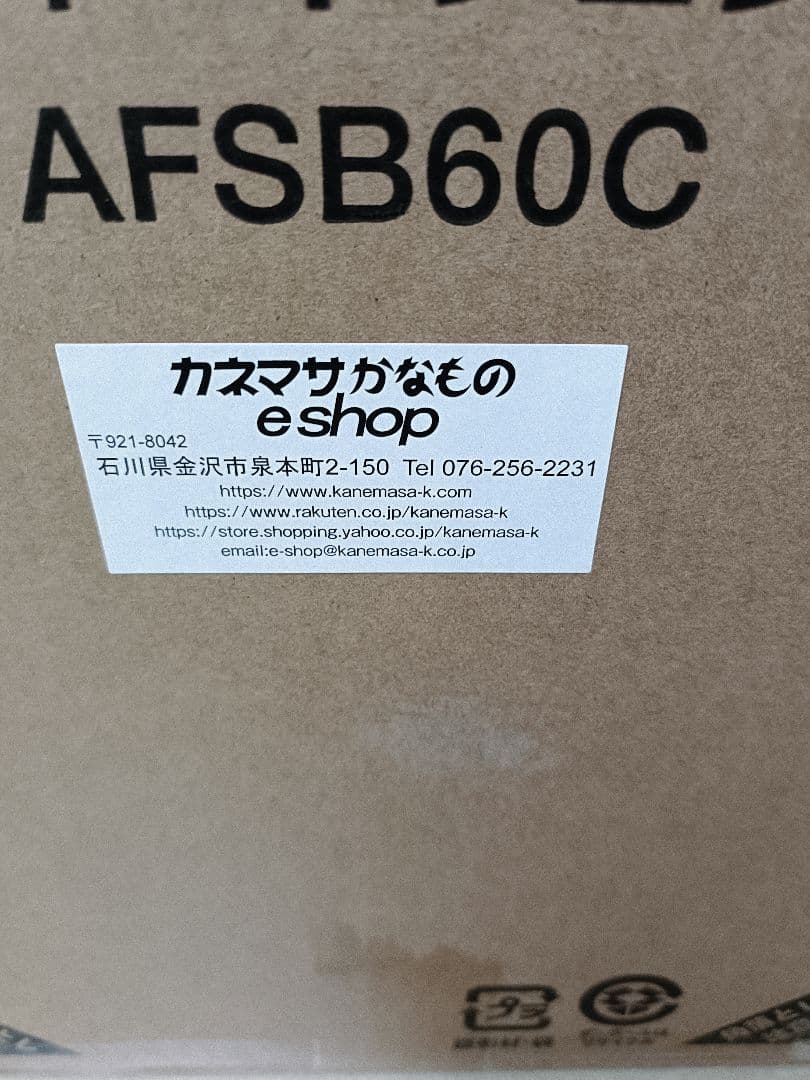 AFSB60C
カネマサかなもの
e shop
〒921-8042
石川県金沢市泉本町2-150 Tel 076-256-2231
https://www.kanemasa-k.com
https://www.rakuten.co.jp/kanemasa-k
https://store.shopping.yahoo.co.jp/kanemasa-k
email:e-shop@kanemasa-k.co.jp
プラ